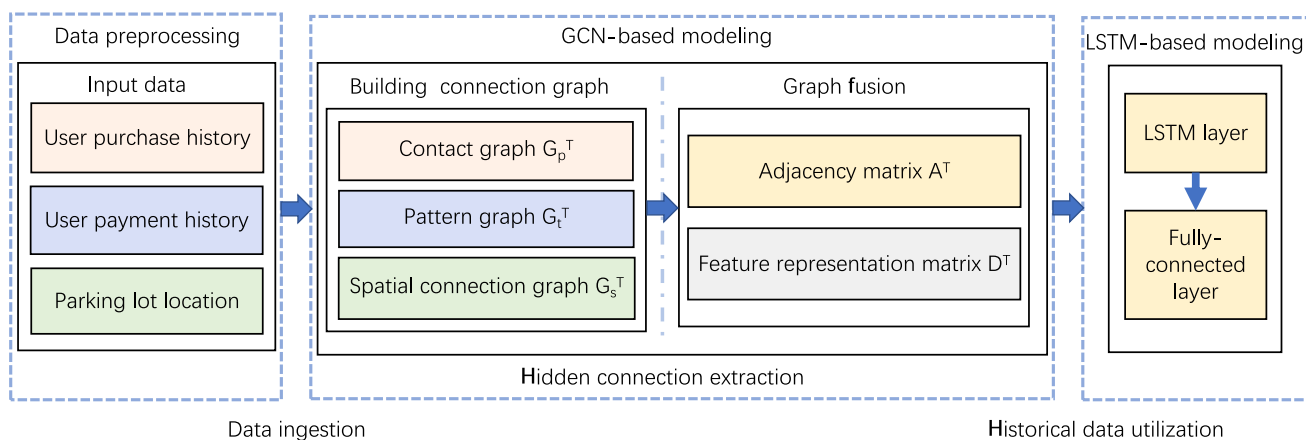 Data preprocessing
Input data
User purchase history
User payment history
Parking lot location
GCN-based modeling
Building connection graph
Contact graph Gₚᵀ
Pattern graph Gₜᵀ
Spatial connection graph Gₛᵀ
Graph fusion
Adjacency matrix Aᵀ
Feature representation matrix Dᵀ
Hidden connection extraction
LSTM-based modeling
LSTM layer
Fully-
connected
layer
Data ingestion
Historical data utilization